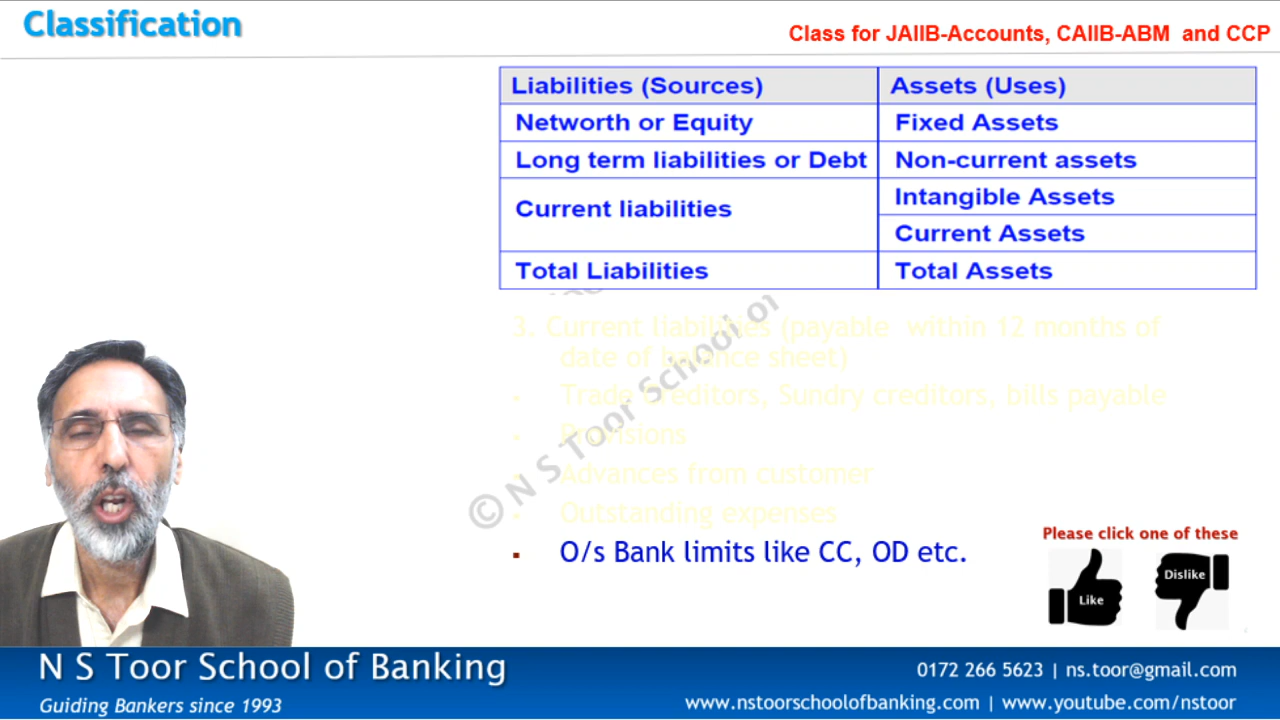 Classification
Class for JAIIB-Accounts, CAIIB-ABM and CCP
Liabilities (Sources) Assets (Uses)
Networth or Equity Fixed Assets
Long term liabilities or Debt Non-current assets
Current liabilities Intangible Assets
Current Assets
Total Liabilities Total Assets
3. Current liabilities (payable within 12 months of
date of balance sheet)
- Trade Creditors, Sundry creditors, bills payable
- Provisions
- Advances from customer
- Outstanding expenses
▪ O/s Bank limits like CC, OD etc.
© N S Toor School of
Please click one of these
Like
Dislike
N S Toor School of Banking
Guiding Bankers since 1993
0172 266 5623 | ns.toor@gmail.com
www.nstoorschoolofbanking.com | www.youtube.com/nstoor